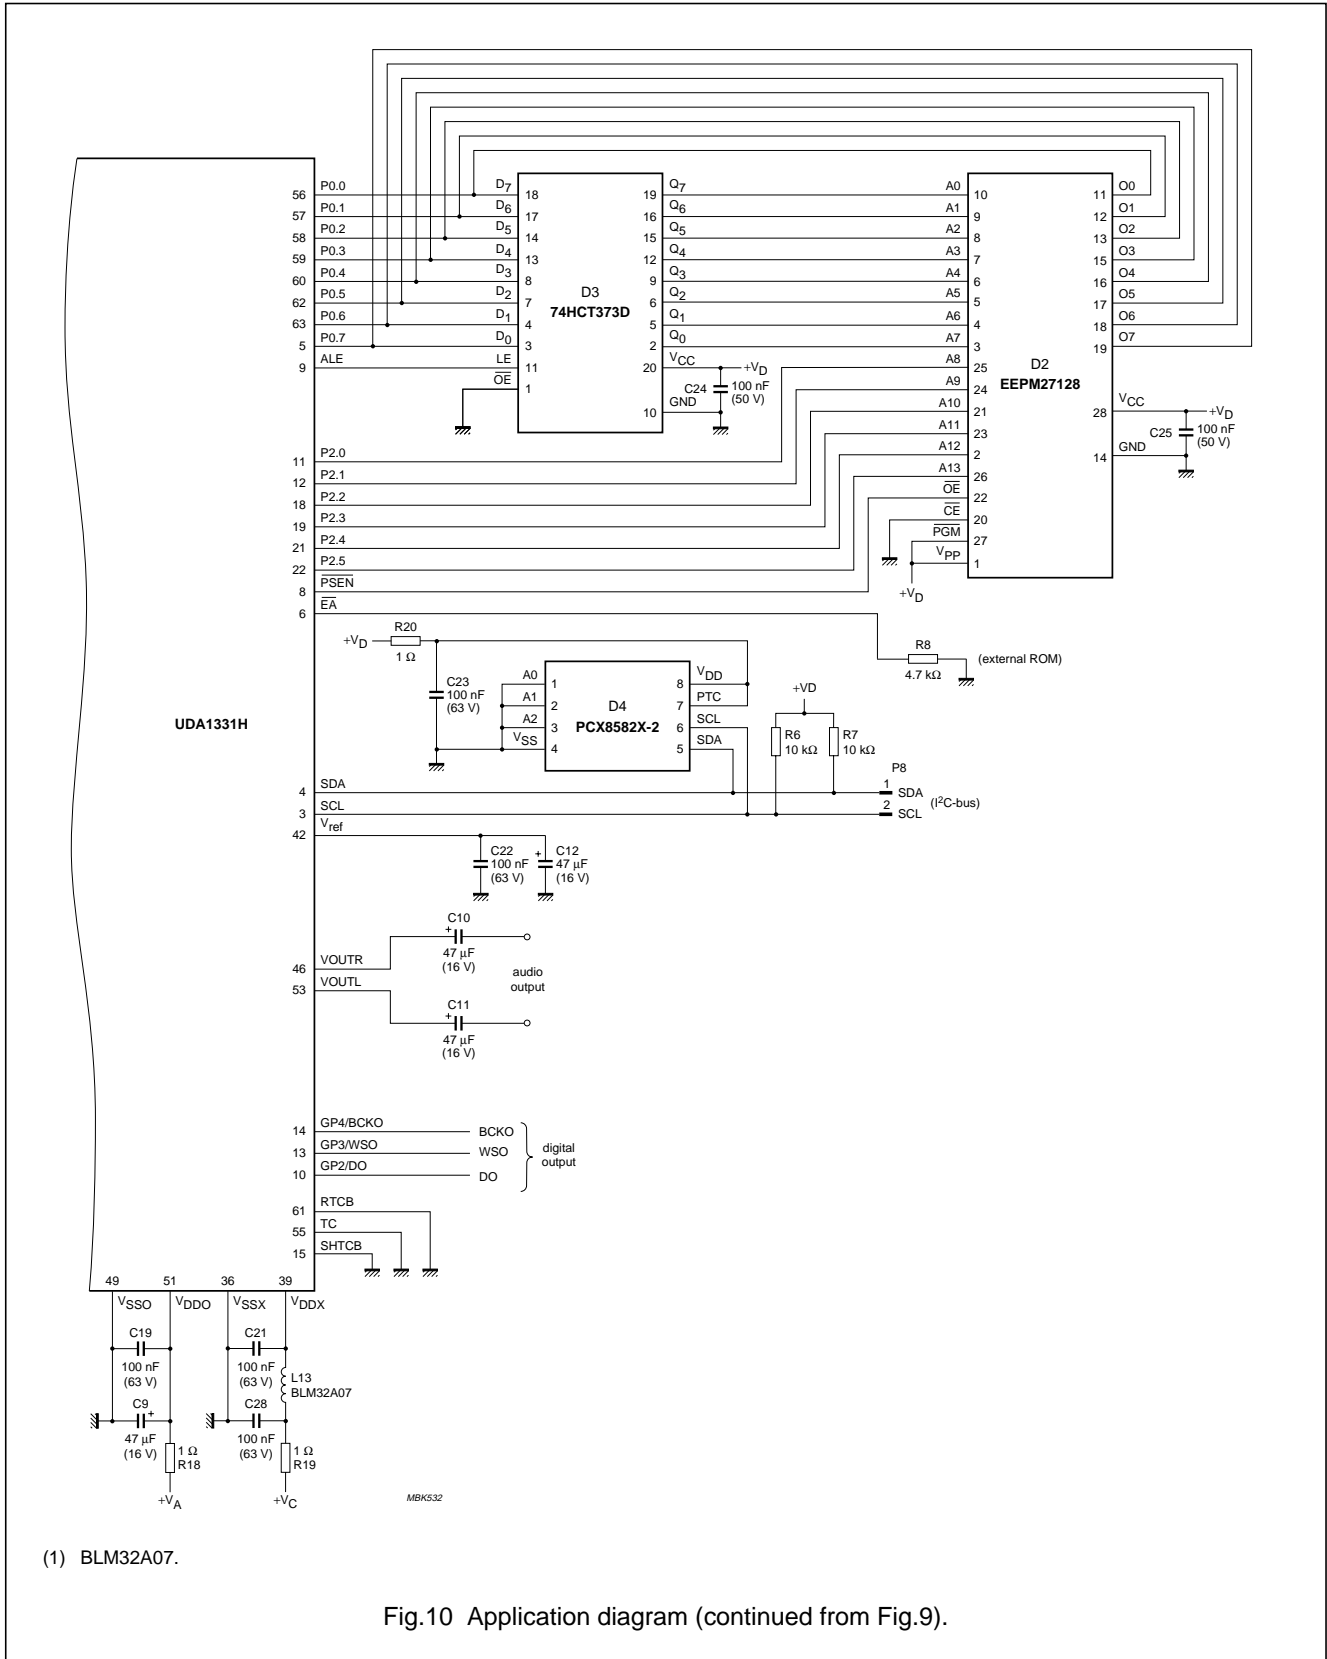 56 P0.0 D7 18 19 Q7 A0 10 11 O0
57 P0.1 D6 17 16 Q6 A1 9 12 O1
58 P0.2 D5 14 15 Q5 A2 8 13 O2
59 P0.3 D4 13 12 Q4 A3 7 15 O3
60 P0.4 D3 8 9 Q3 A4 6 16 O4
62 P0.5 D2 7 6 Q2 A5 5 17 O5
63 P0.6 D1 4 5 Q1 A6 4 18 O6
5 P0.7 D0 3 2 Q0 A7 3 19 O7
9 ALE LE 11 20 VCC +VD A8 25
OE 1 A9 24
D3
74HCT373D
C24 100 nF
(50 V)
10 GND
A10 21
A11 23
A12 2
A13 26
OE 22
CE 20
PGM 27
VPP 1
+VD
D2
EEPM27128
28 VCC +VD
C25 100 nF
(50 V)
14 GND
11 P2.0
12 P2.1
18 P2.2
19 P2.3
21 P2.4
22 P2.5
8 PSEN
6 EA
R8
4.7 kΩ
(external ROM)
+VD R20
1 Ω
C23
100 nF
(63 V)
A0 1 8 VDD
A1 2 7 PTC
A2 3 6 SCL
VSS 4 5 SDA
D4
PCX8582X-2
+VD
R6
10 kΩ
R7
10 kΩ
P8
1 SDA
2 SCL
(I2C-bus)
UDA1331H
4 SDA
3 SCL
42 Vref
C22
100 nF
(63 V)
+ C12
47 μF
(16 V)
C10
+
47 μF
(16 V)
46 VOUTR
53 VOUTL
audio
output
C11
+
47 μF
(16 V)
14 GP4/BCKO BCKO
13 GP3/WSO WSO
10 GP2/DO DO
digital
output
61 RTCB
55 TC
15 SHTCB
49 51 36 39
VSSO VDDO VSSX VDDX
C19
100 nF
(63 V)
C21
100 nF
(63 V)
L13
BLM32A07
C9
+
47 μF
(16 V)
C28
100 nF
(63 V)
1 Ω
R18
1 Ω
R19
+VA
+VC
MBK532
(1) BLM32A07.
Fig.10 Application diagram (continued from Fig.9).